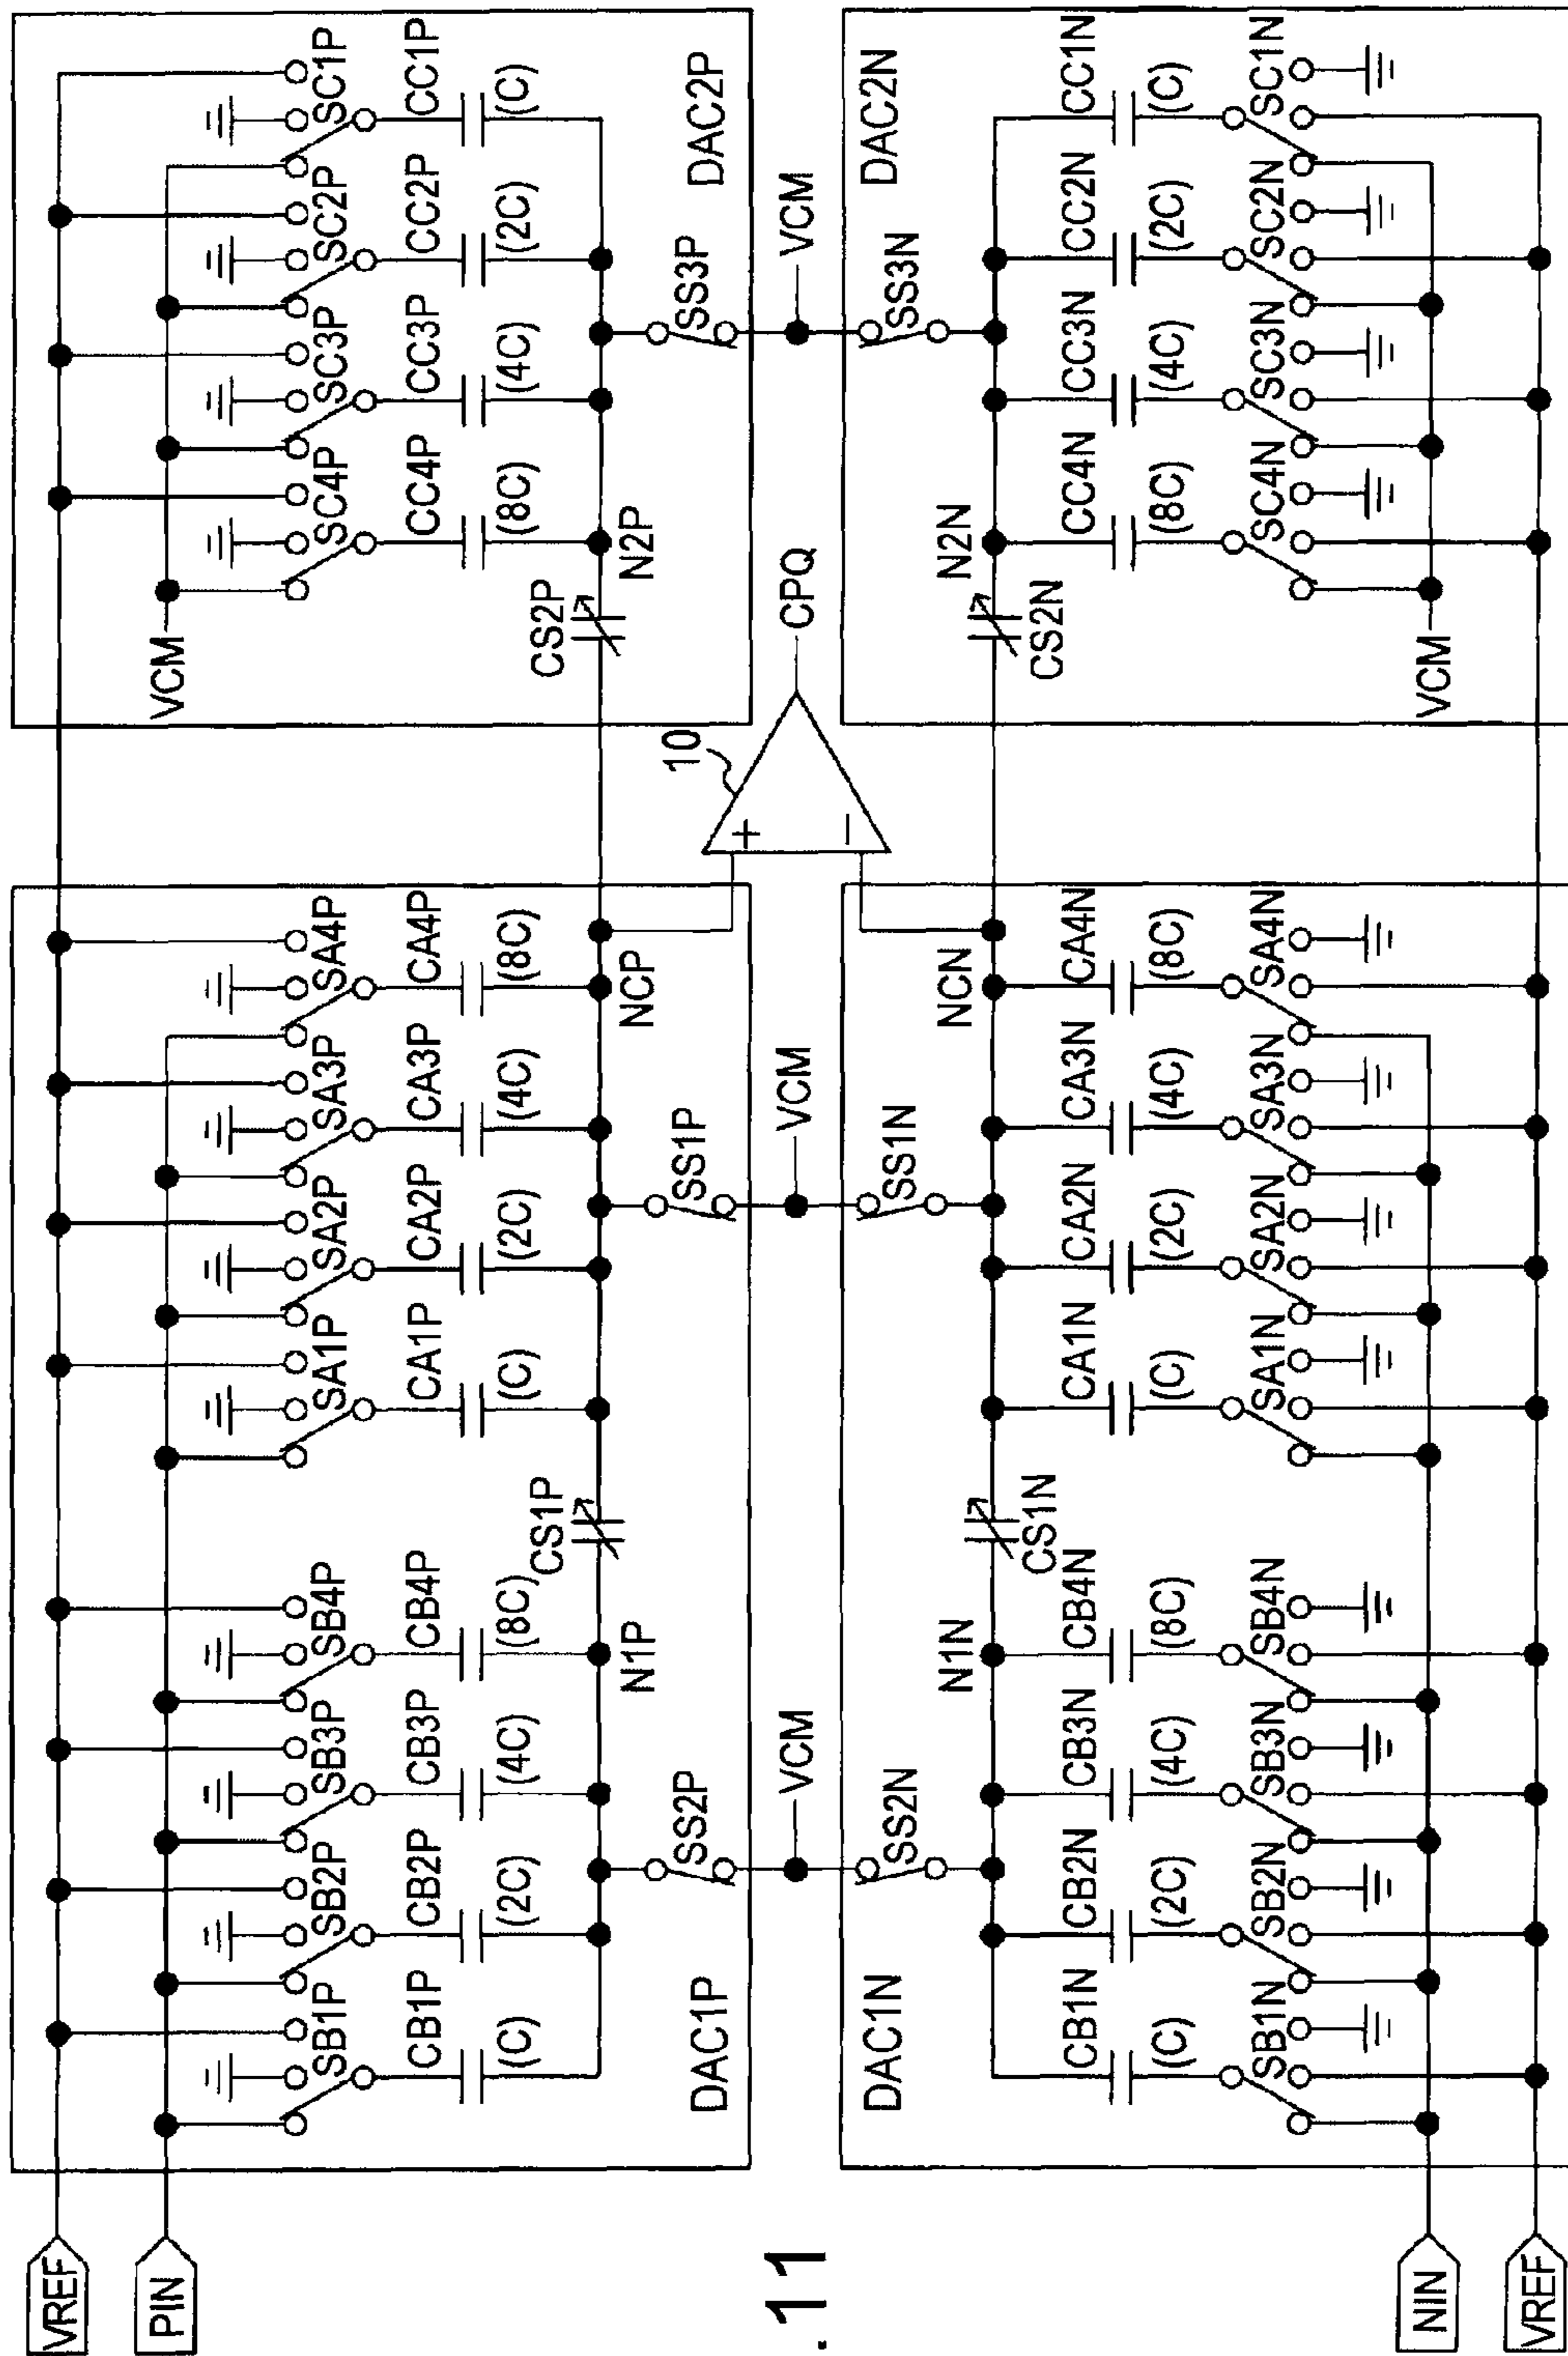 VREF
PIN
SB1P
SB2P
SB3P
SB4P
SA1P
SA2P
SA3P
SA4P
CB1P
(C)
CB2P
(2C)
CB3P
(4C)
CB4P
(8C)
CS1P
CA1P
(C)
CA2P
(2C)
CA3P
(4C)
CA4P
(8C)
N1P
NCP
SS2P
SS1P
DAC1P
VCM
SC4P
SC3P
SC2P
SC1P
CS2P
CC4P
(8C)
CC3P
(4C)
CC2P
(2C)
CC1P
(C)
N2P
SS3P
DAC2P
. 11
VCM
VCM
10
+
−
CPQ
VCM
DAC1N
SS2N
SS1N
N1N
NCN
CB1N
(C)
CB2N
(2C)
CB3N
(4C)
CB4N
(8C)
CS1N
CA1N
(C)
CA2N
(2C)
CA3N
(4C)
CA4N
(8C)
SB1N
SB2N
SB3N
SB4N
SA1N
SA2N
SA3N
SA4N
DAC2N
SS3N
N2N
CS2N
CC4N
(8C)
CC3N
(4C)
CC2N
(2C)
CC1N
(C)
SC4N
SC3N
SC2N
SC1N
VCM
NIN
VREF